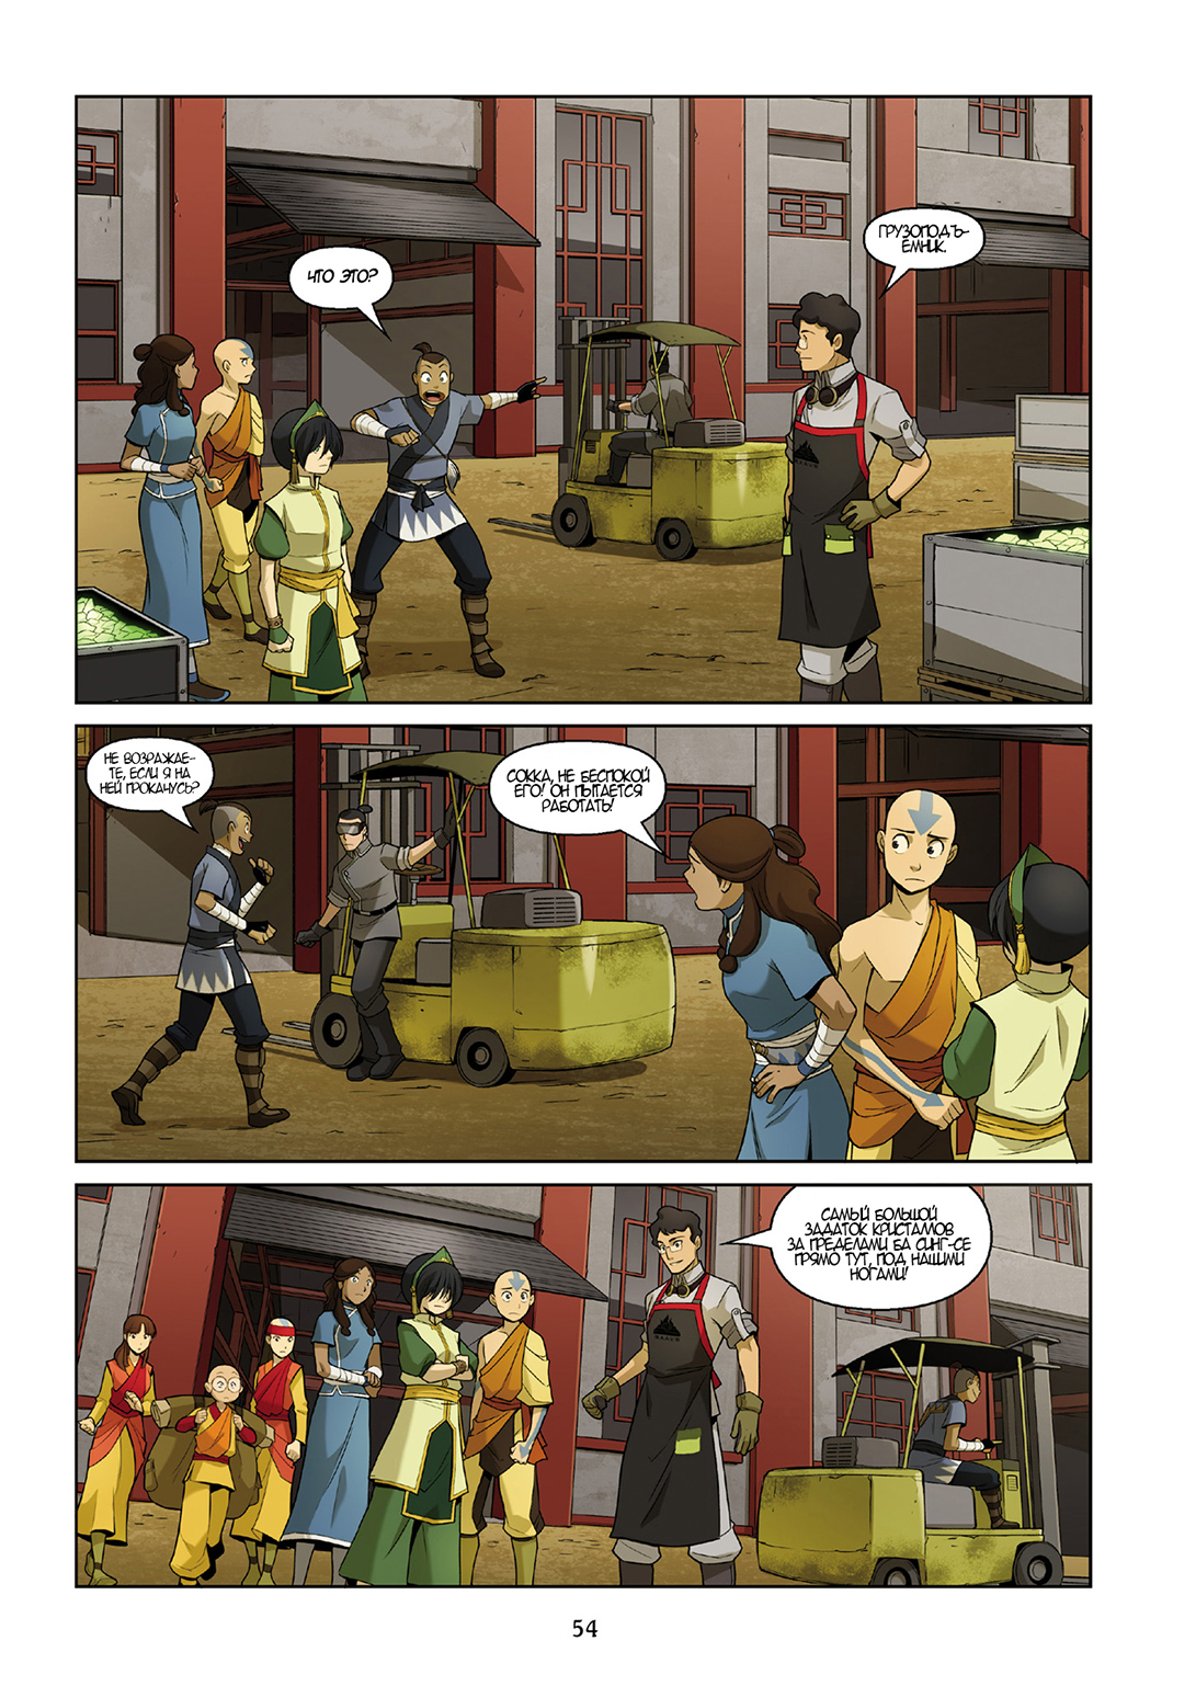 ЧТО ЭТО?
ГРУЗОПОДЪ-
ЕМНИК.
НЕ ВОЗРАЖАЕ-
ТЕ, ЕСЛИ Я НА
НЕЙ ПРОКАЧУСЬ?
СОККА, НЕ БЕСПОКОЙ
ЕГО! ОН ПЫТАЕТСЯ
РАБОТАТЬ!
САМЫЙ БОЛЬШОЙ
ЗАДАТОК КРИСТАЛЛОВ
ЗА ПРЕДЕЛАМИ БА СИНГ-СЕ
ПРЯМО ТУТ, ПОД НАШИМИ
НОГАМИ!
54